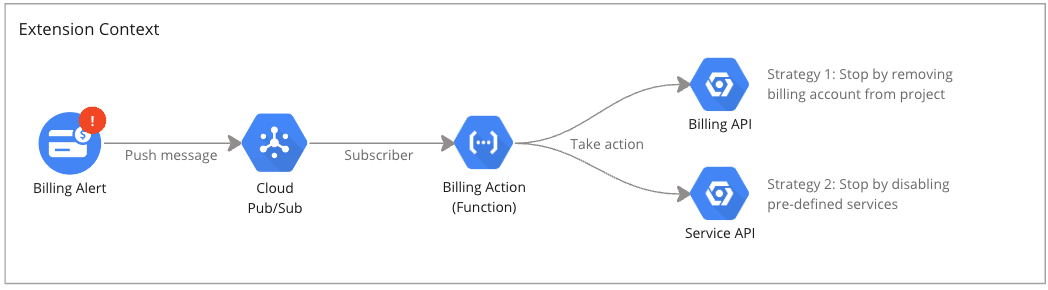 Extension Context
!
$
Billing Alert
Push message
Cloud
Pub/Sub
Subscriber
Billing Action
(Function)
Take action
Billing API
Strategy 1: Stop by removing
billing account from project
Service API
Strategy 2: Stop by disabling
pre-defined services